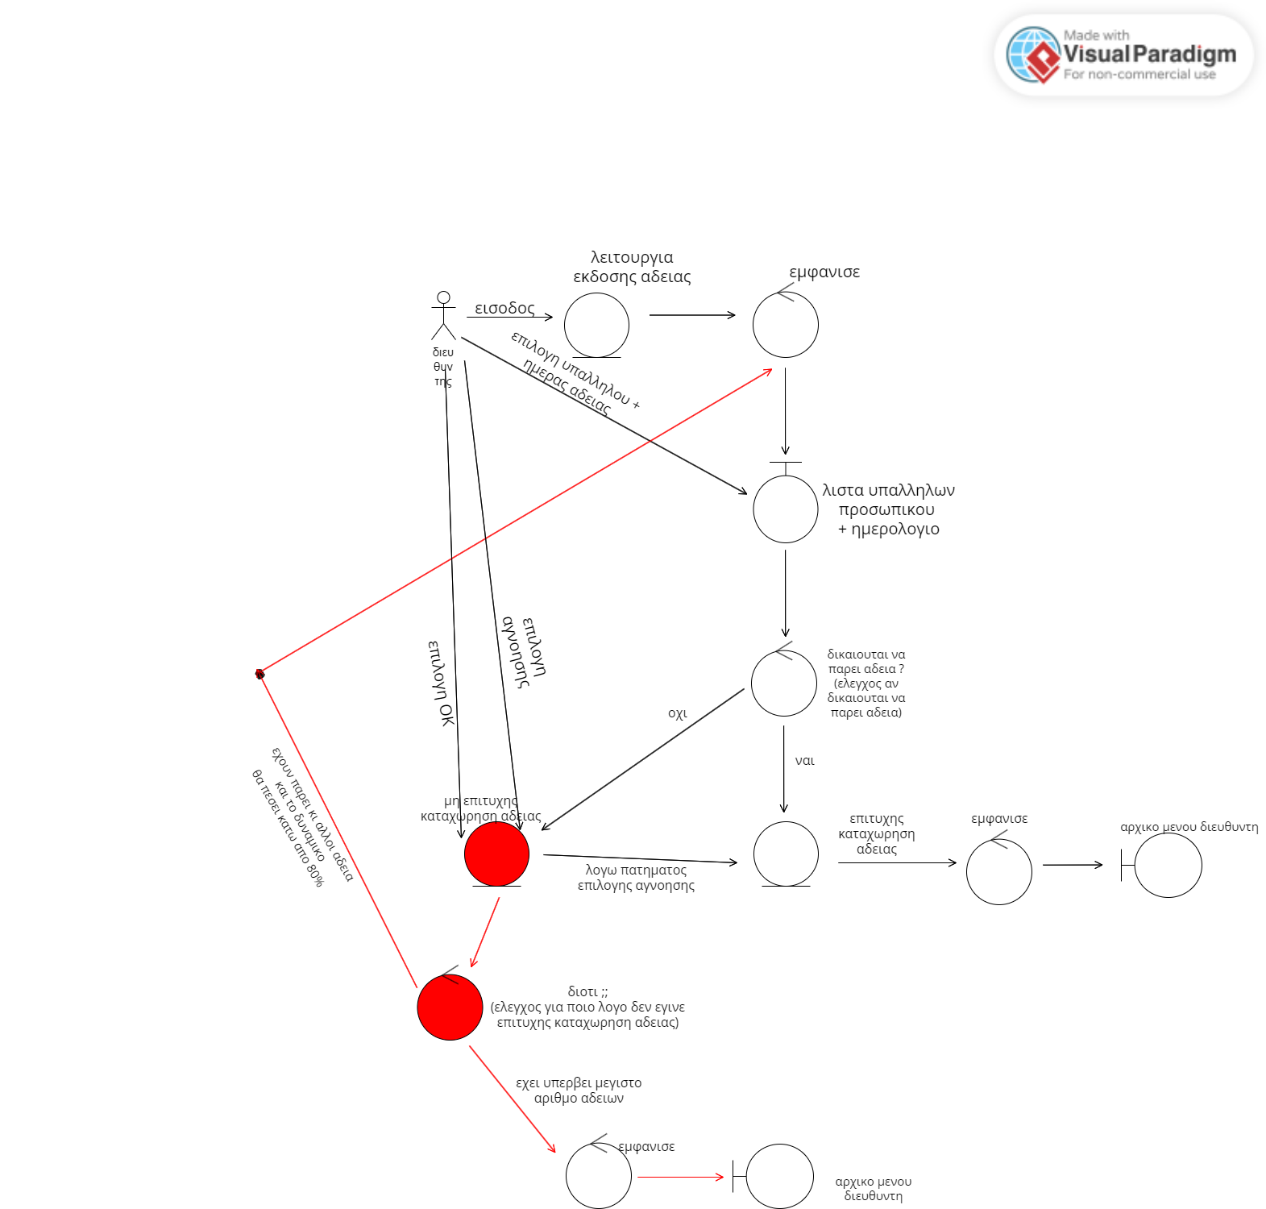 Made with
Visual Paradigm
For non-commercial use
λειτουργια
εκδοσης αδειας
εμφανισε
εισοδος
διευ
θυν
της
επιλογη υπαλληλου +
ημερας αδειας
λιστα υπαλληλων
προσωπικου
+ ημερολογιο
επιλογη
αγνοησης
επιλογη ΟΚ
δικαιουται να
παρει αδεια ?
(ελεγχος αν
δικαιουται να
παρει αδεια)
οχι
ναι
εχουν παρει κι αλλοι αδεια
και το δυναμικο
θα πεσει κατω απο 80%
μη επιτυχης
καταχωρηση αδειας
επιτυχης
καταχωρηση
αδειας
εμφανισε
αρχικο μενου διευθυντη
λογω πατηματος
επιλογης αγνοησης
διοτι ;;
(ελεγχος για ποιο λογο δεν εγινε
επιτυχης καταχωρηση αδειας)
εχει υπερβει μεγιστο
αριθμο αδειων
εμφανισε
αρχικο μενου
διευθυντη